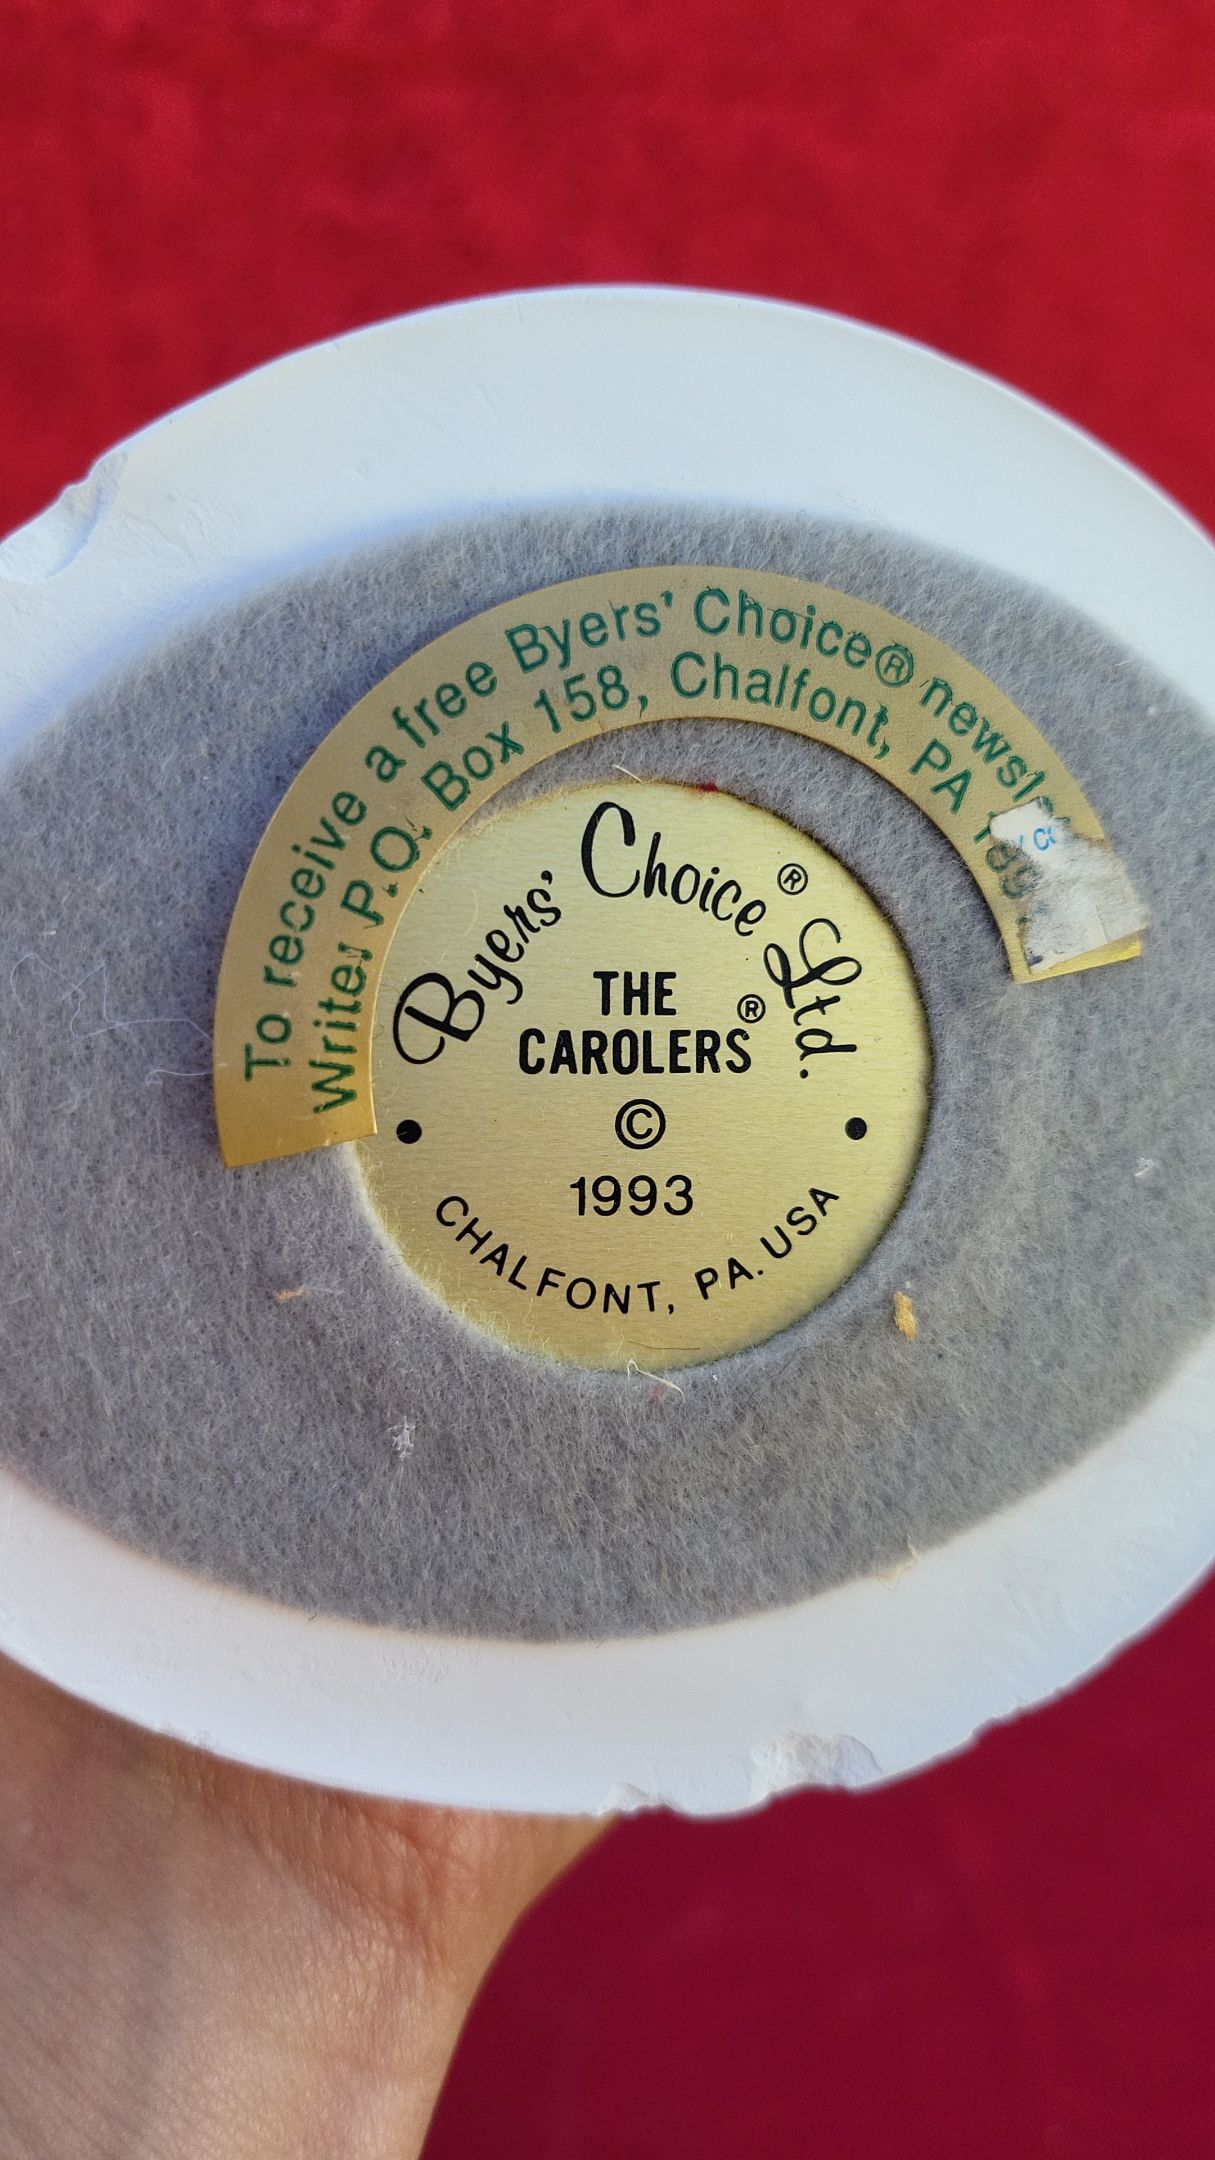 To receive a free Byers' Choice® newsl
Write: P.O. Box 158, Chalfont, PA 189
Byers' Choice® Ltd.
THE
CAROLERS®
©
1993
CHALFONT, PA. USA